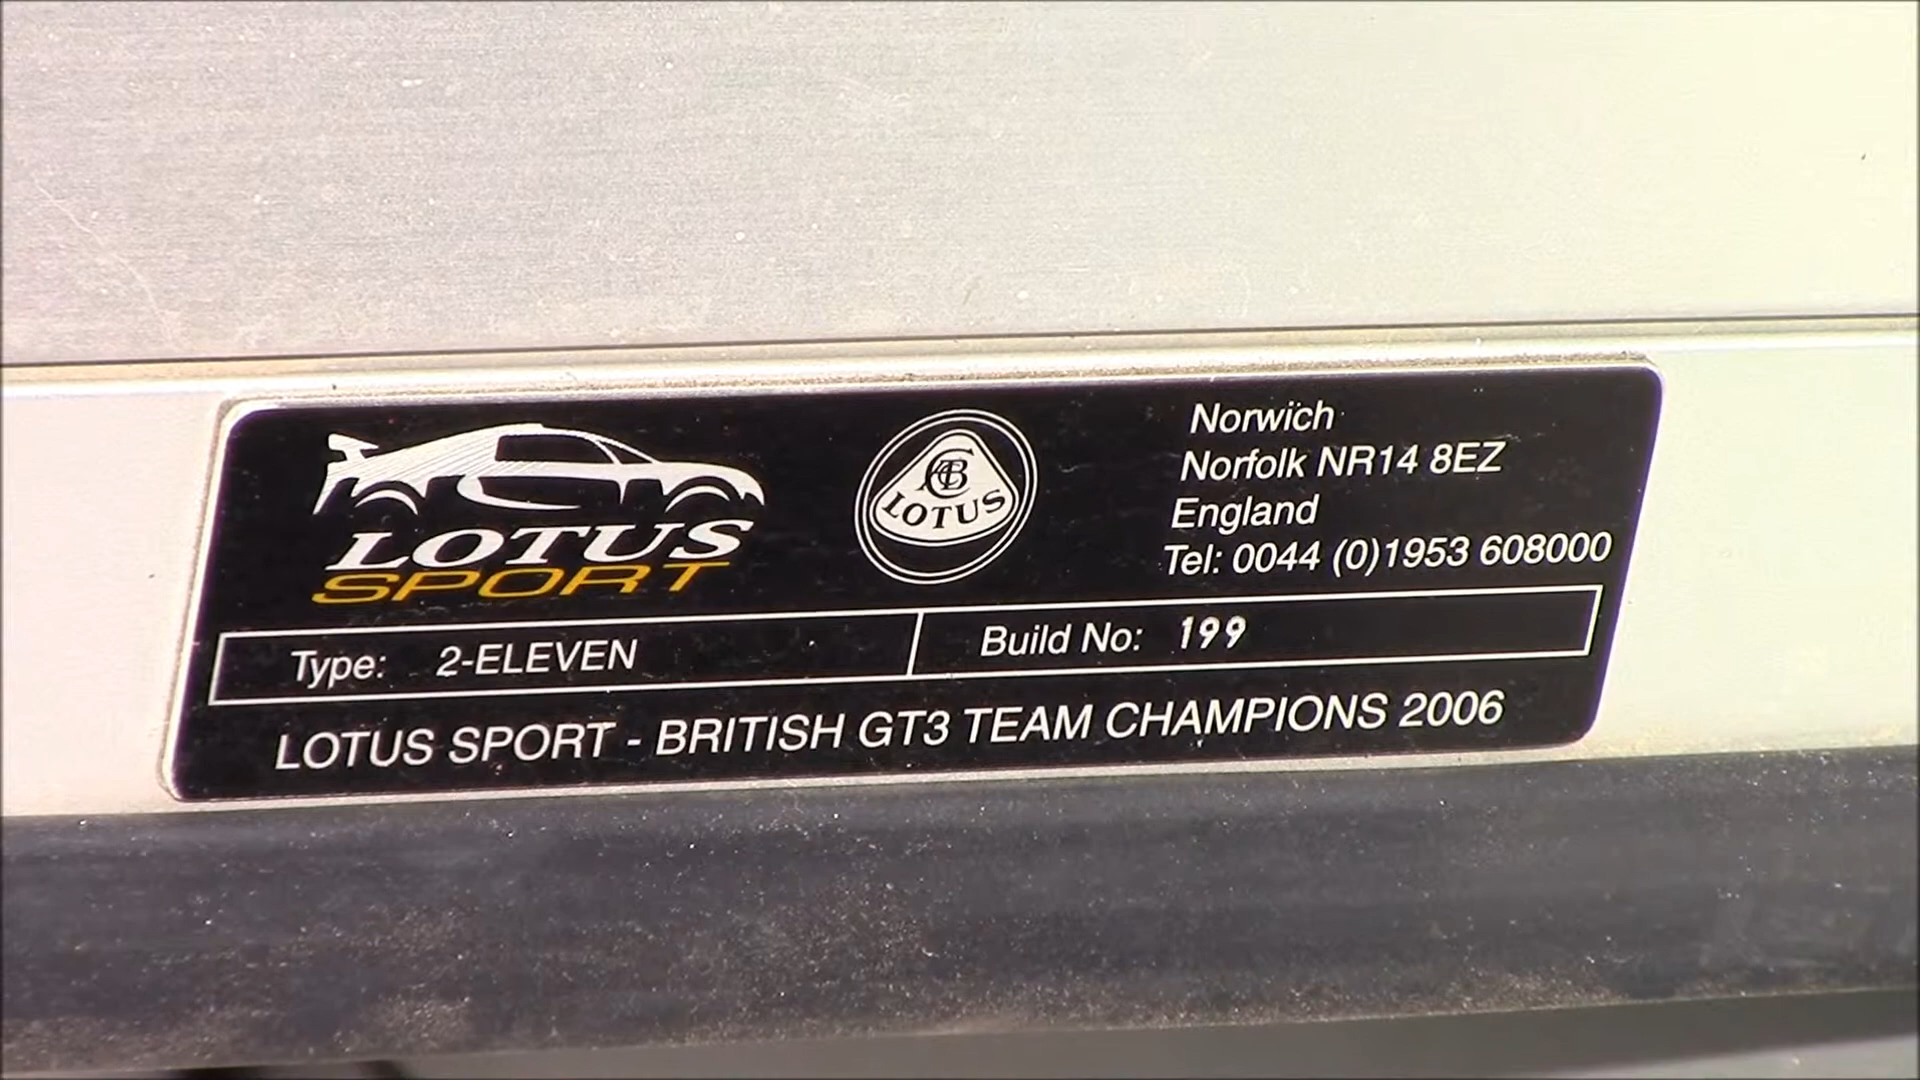 LOTUS
SPORT
ACBC
LOTUS
Norwich
Norfolk NR14 8EZ
England
Tel: 0044 (0)1953 608000
Type: 2-ELEVEN
Build No: 199
LOTUS SPORT - BRITISH GT3 TEAM CHAMPIONS 2006